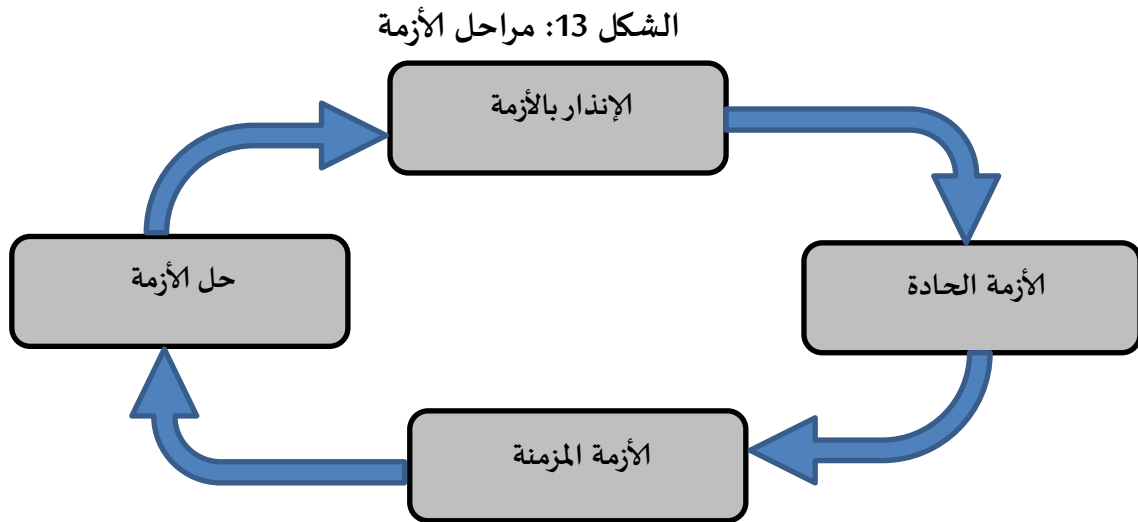 الشكل 13: مراحل الأزمة
الإنذار بالأزمة
الأزمة الحادة
الأزمة المزمنة
حل الأزمة